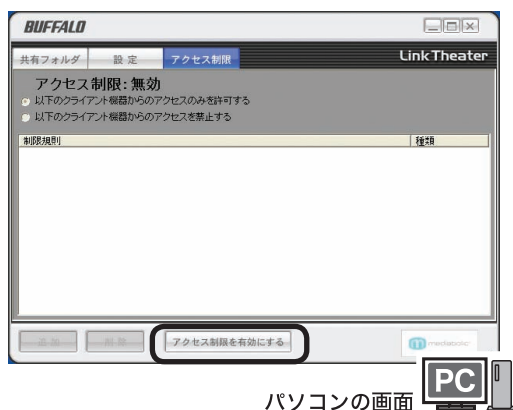 BUFFALO
共有フォルダ 設定 アクセス制限 LinkTheater
アクセス制限: 無効
以下のクライアント機器からのアクセスのみを許可する
以下のクライアント機器からのアクセスを禁止する
制限規則 種類
追加 削除 アクセス制限を有効にする mediabolic
パソコンの画面 PC